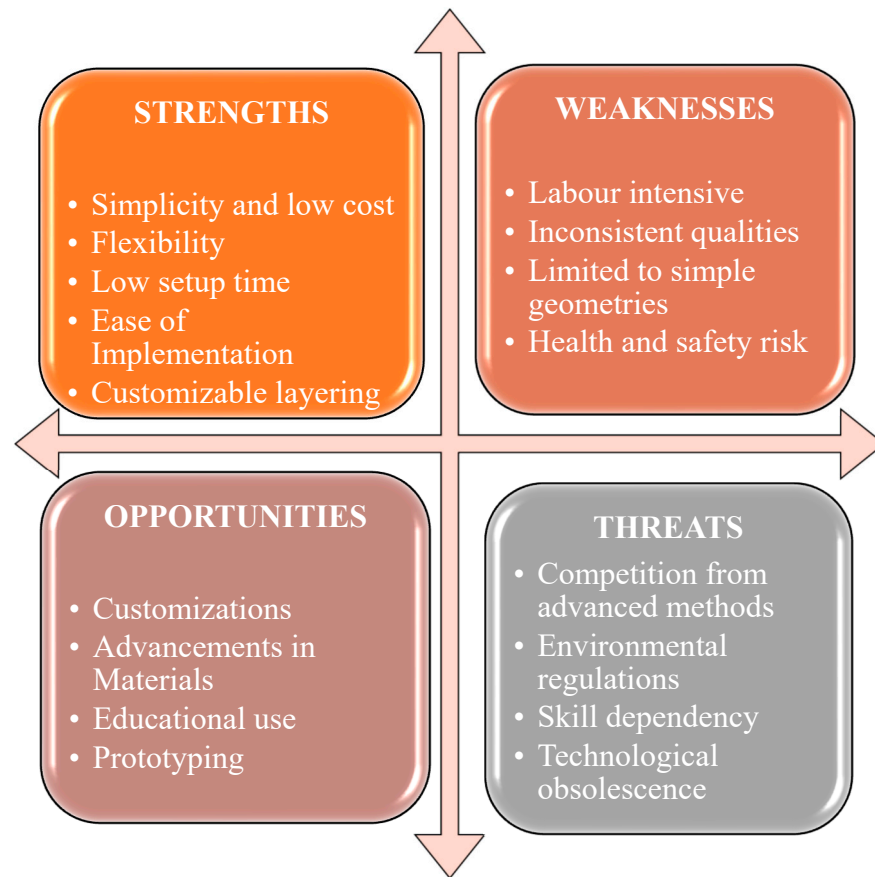 STRENGTHS
• Simplicity and low cost
• Flexibility
• Low setup time
• Ease of
Implementation
• Customizable layering
WEAKNESSES
• Labour intensive
• Inconsistent qualities
• Limited to simple
geometries
• Health and safety risk
OPPORTUNITIES
• Customizations
• Advancements in
Materials
• Educational use
• Prototyping
THREATS
• Competition from
advanced methods
• Environmental
regulations
• Skill dependency
• Technological
obsolescence